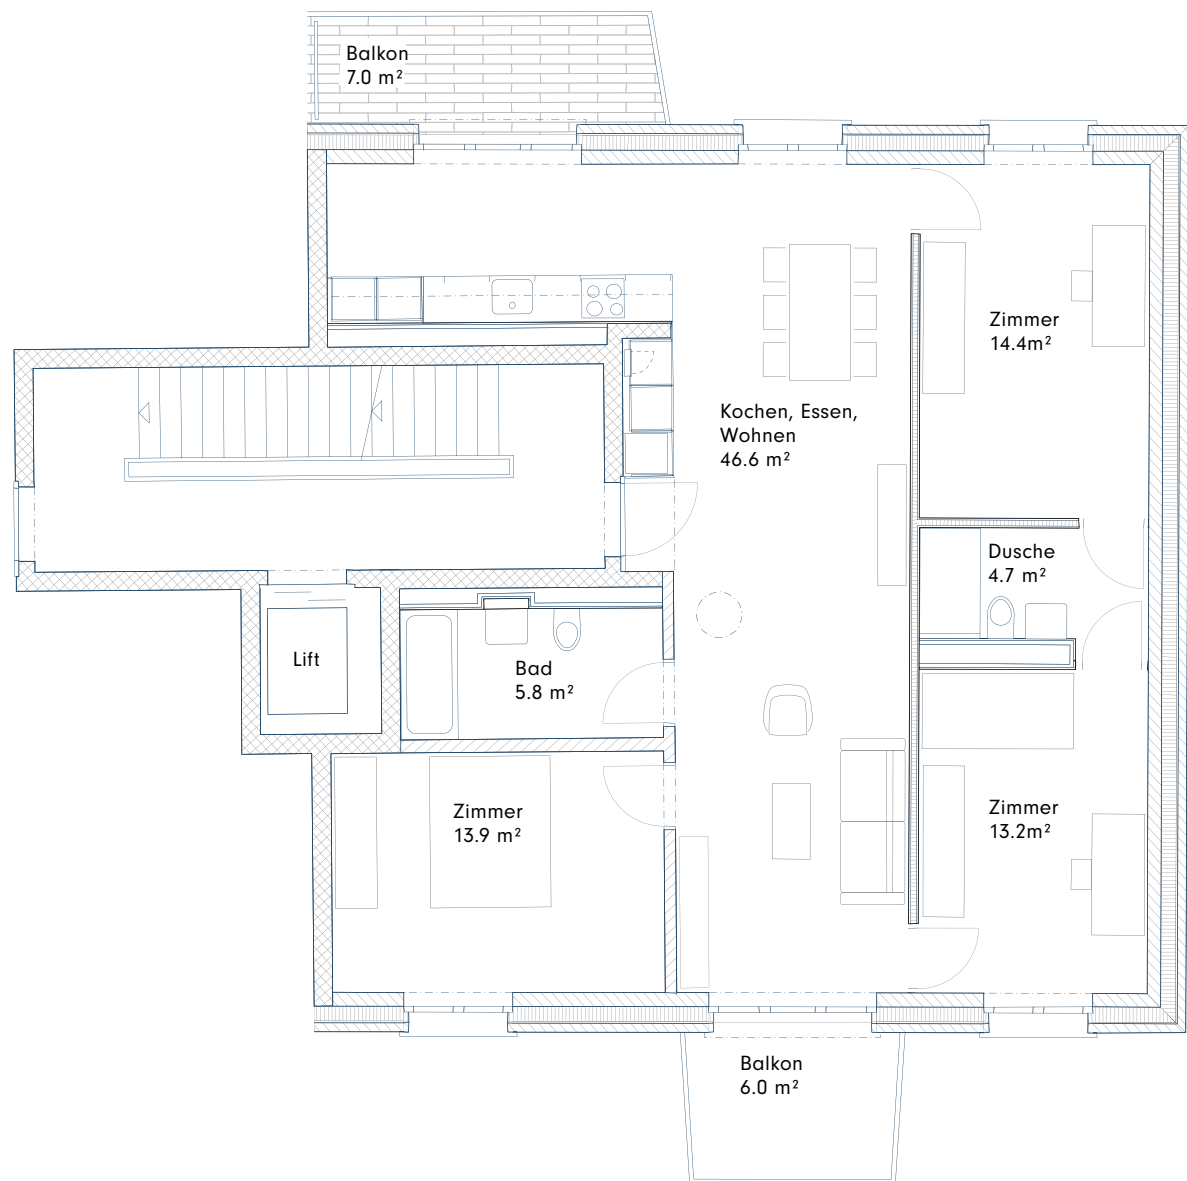 Balkon
7.0 m²
Zimmer
14.4m²
Kochen, Essen,
Wohnen
46.6 m²
Dusche
4.7 m²
Lift
Bad
5.8 m²
Zimmer
13.9 m²
Zimmer
13.2m²
Balkon
6.0 m²